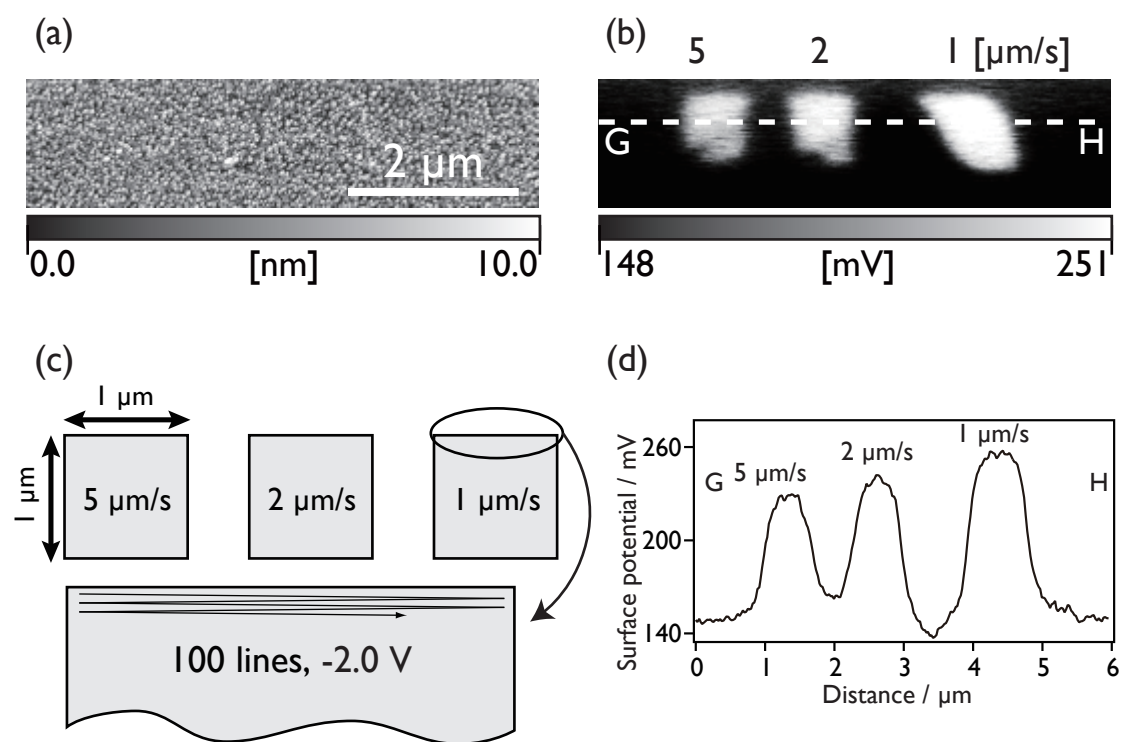 (a)
2 µm
0.0 [nm] 10.0
(b)
5 2 1 [µm/s]
G H
148 [mV] 251
(c)
1 µm
1 µm
5 µm/s 2 µm/s 1 µm/s
100 lines, -2.0 V
(d)
260
200
140
Surface potential / mV
G 5 µm/s 2 µm/s 1 µm/s H
0 1 2 3 4 5 6
Distance / µm